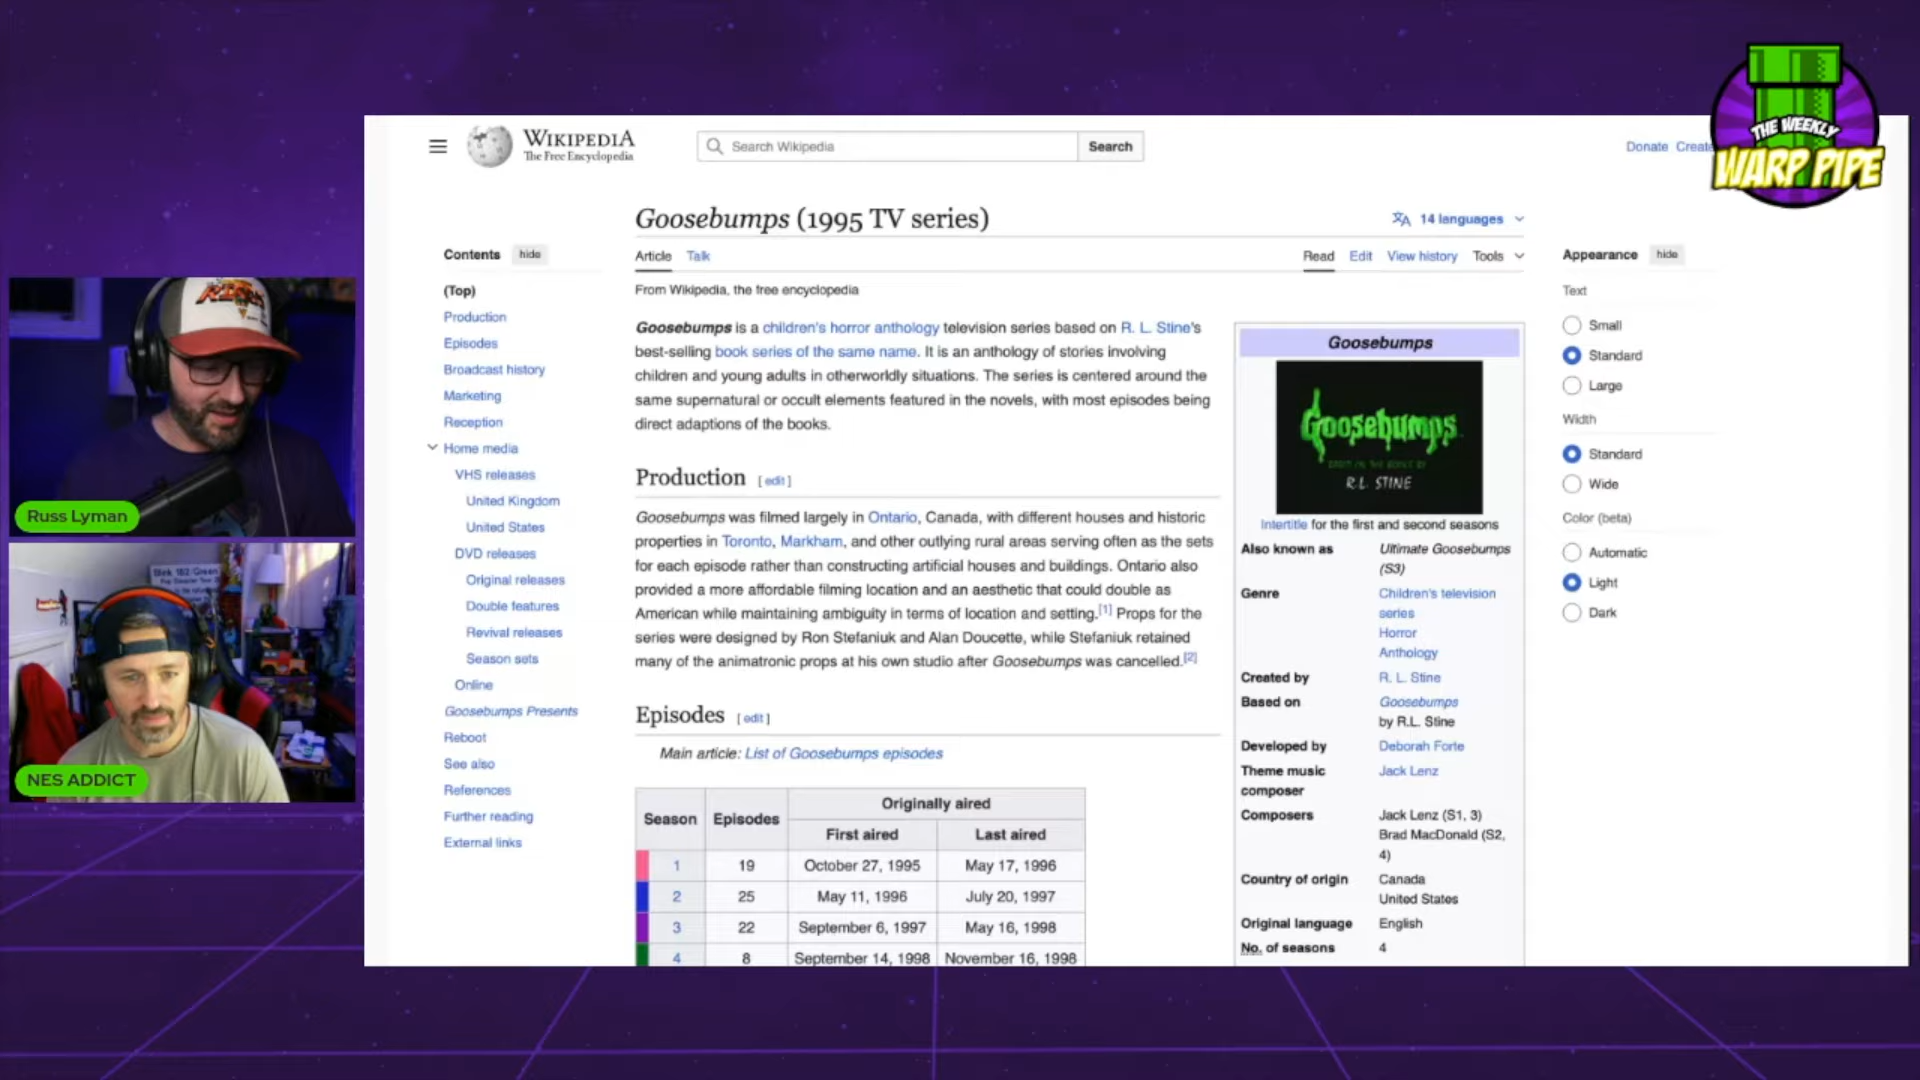 THE WEEKLY
WARP PIPE
WIKIPEDIA
The Free Encyclopedia
Search Wikipedia
Search
Donate Create
Goosebumps (1995 TV series)
14 languages
Contents hide
Article Talk
Read Edit View history Tools
Appearance hide
(Top)
Production
Episodes
Broadcast history
Marketing
Reception
Home media
VHS releases
United Kingdom
United States
DVD releases
Original releases
Double features
Revival releases
Season sets
Online
Goosebumps Presents
Reboot
See also
References
Further reading
External links
From Wikipedia, the free encyclopedia
Goosebumps is a children's horror anthology television series based on R. L. Stine's
best-selling book series of the same name. It is an anthology of stories involving
children and young adults in otherworldly situations. The series is centered around the
same supernatural or occult elements featured in the novels, with most episodes being
direct adaptions of the books.
Production [ edit ]
Goosebumps was filmed largely in Ontario, Canada, with different houses and historic
properties in Toronto, Markham, and other outlying rural areas serving often as the sets
for each episode rather than constructing artificial houses and buildings. Ontario also
provided a more affordable filming location and an aesthetic that could double as
American while maintaining ambiguity in terms of location and setting.[1] Props for the
series were designed by Ron Stefaniuk and Alan Doucette, while Stefaniuk retained
many of the animatronic props at his own studio after Goosebumps was cancelled.[2]
Episodes [ edit ]
Main article: List of Goosebumps episodes
Season Episodes Originally aired
First aired Last aired
1 19 October 27, 1995 May 17, 1996
2 25 May 11, 1996 July 20, 1997
3 22 September 6, 1997 May 16, 1998
4 8 September 14, 1998 November 16, 1998
Goosebumps
Goosebumps
BASED ON THE BOOKS BY
R.L. STINE
Intertitle for the first and second seasons
Also known as Ultimate Goosebumps
(S3)
Genre Children's television
series
Horror
Anthology
Created by R. L. Stine
Based on Goosebumps
by R.L. Stine
Developed by Deborah Forte
Theme music Jack Lenz
composer
Composers Jack Lenz (S1, 3)
Brad MacDonald (S2,
4)
Country of origin Canada
United States
Original language English
No. of seasons 4
Text
Small
Standard
Large
Width
Standard
Wide
Color (beta)
Automatic
Light
Dark
Russ Lyman
Blink 182/Green
NES ADDICT